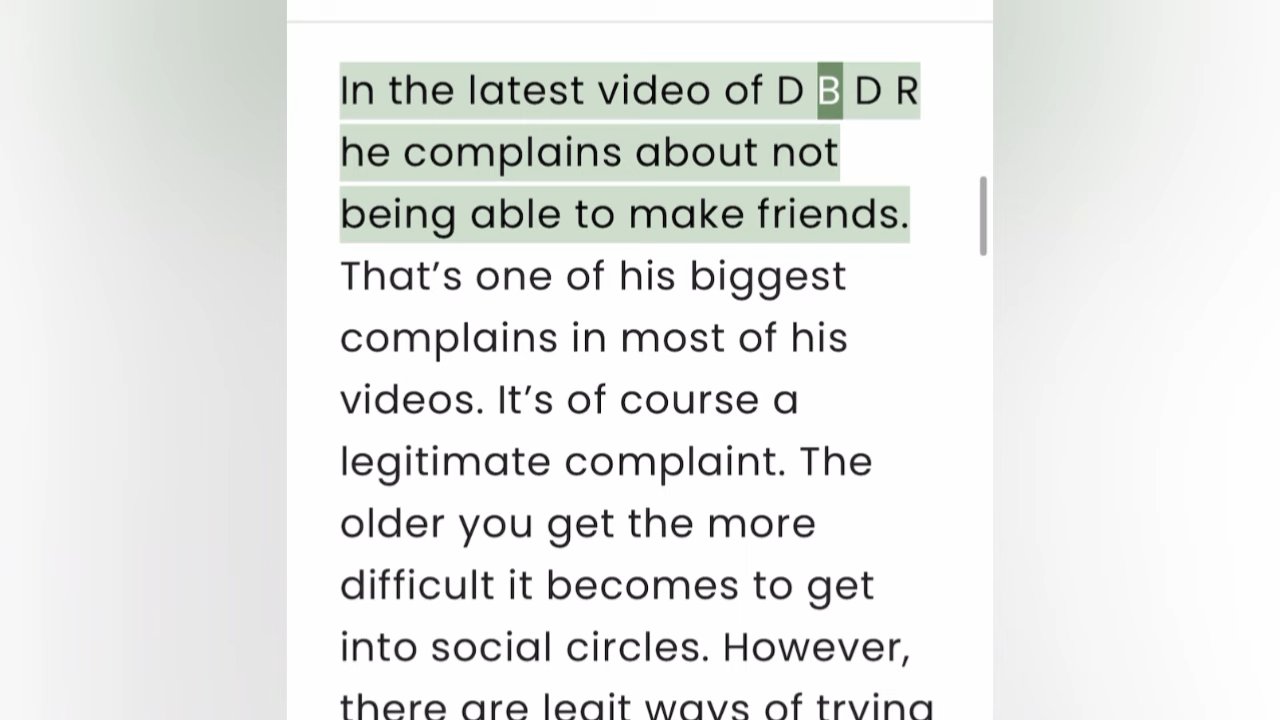 In the latest video of D B D R
he complains about not
being able to make friends.
That’s one of his biggest
complains in most of his
videos. It’s of course a
legitimate complaint. The
older you get the more
difficult it becomes to get
into social circles. However,
there are legit ways of trying